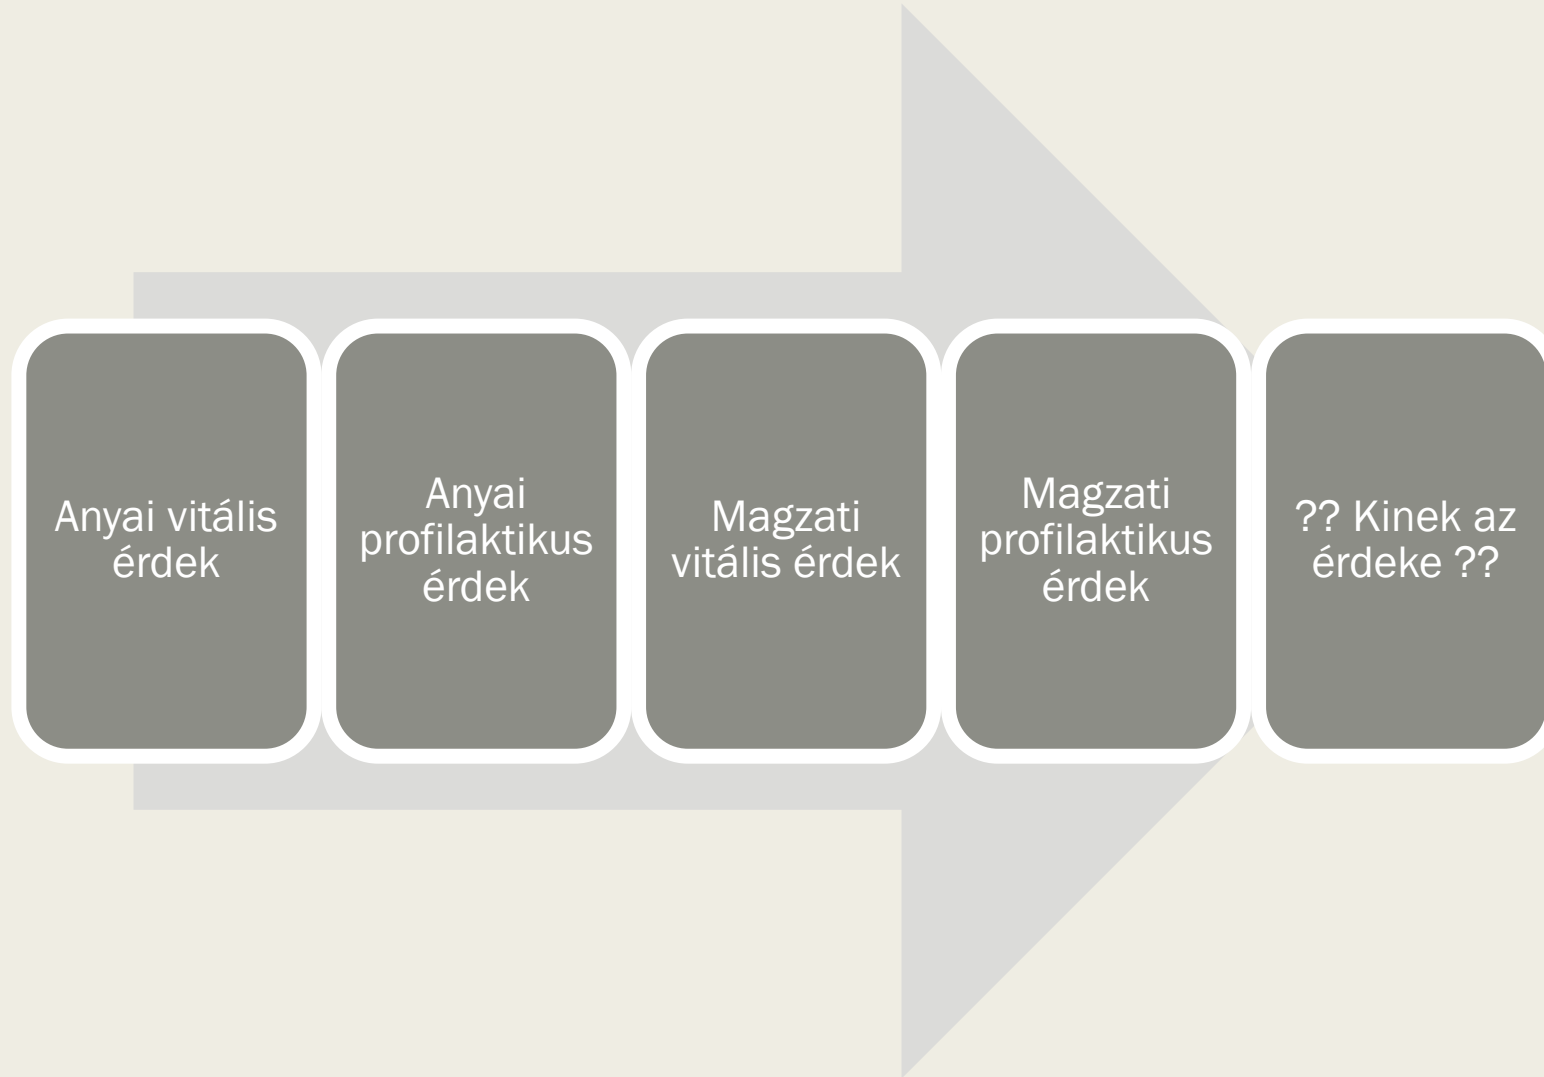 Anyai vitális
érdek
Anyai
profilaktikus
érdek
Magzati
vitális érdek
Magzati
profilaktikus
érdek
?? Kinek az
érdeke ??